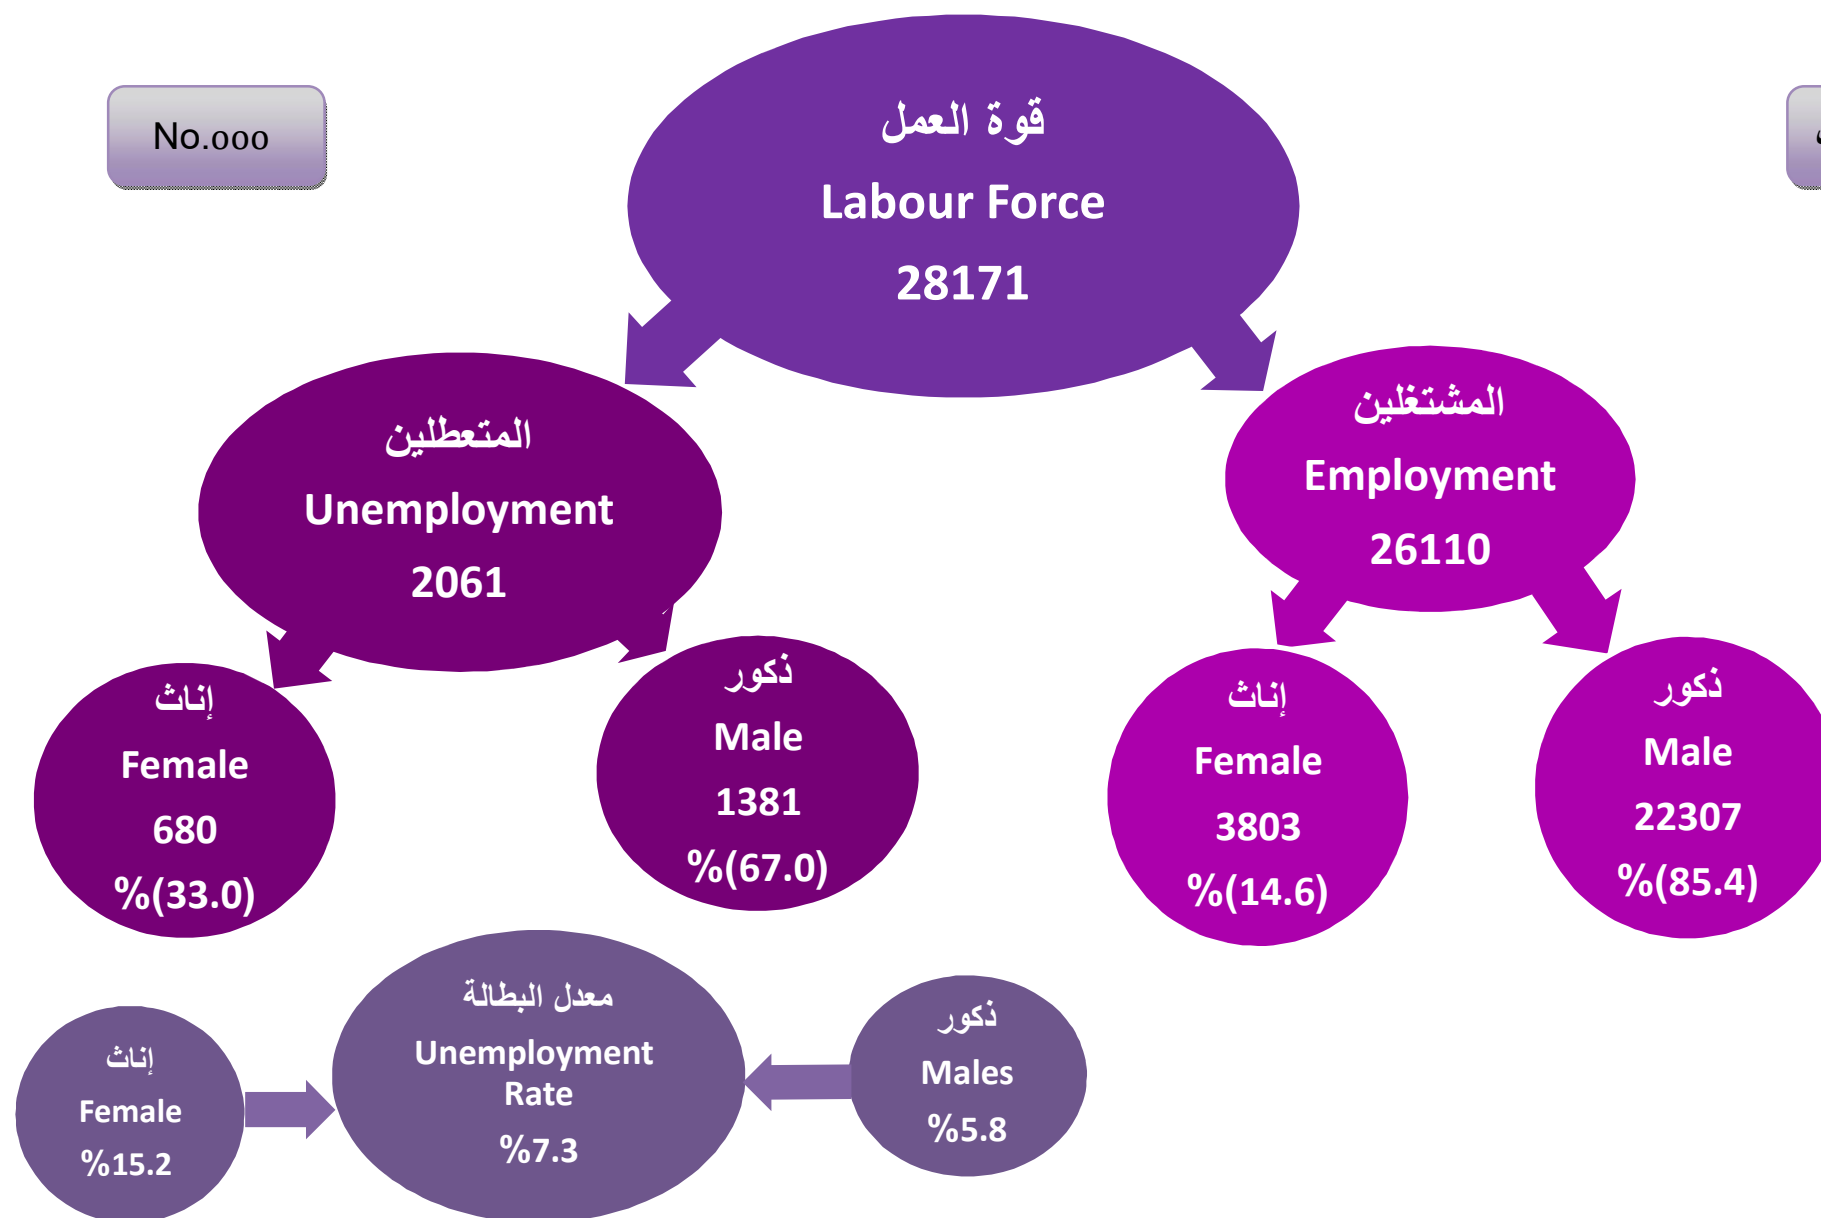 No.000
قوة العمل
Labour Force
28171
المتعطلين
Unemployment
2061
المشتغلين
Employment
26110
إناث
Female
680
%(33.0)
ذكور
Male
1381
%(67.0)
إناث
Female
3803
%(14.6)
ذكور
Male
22307
%(85.4)
إناث
Female
%15.2
معدل البطالة
Unemployment
Rate
%7.3
ذكور
Males
%5.8